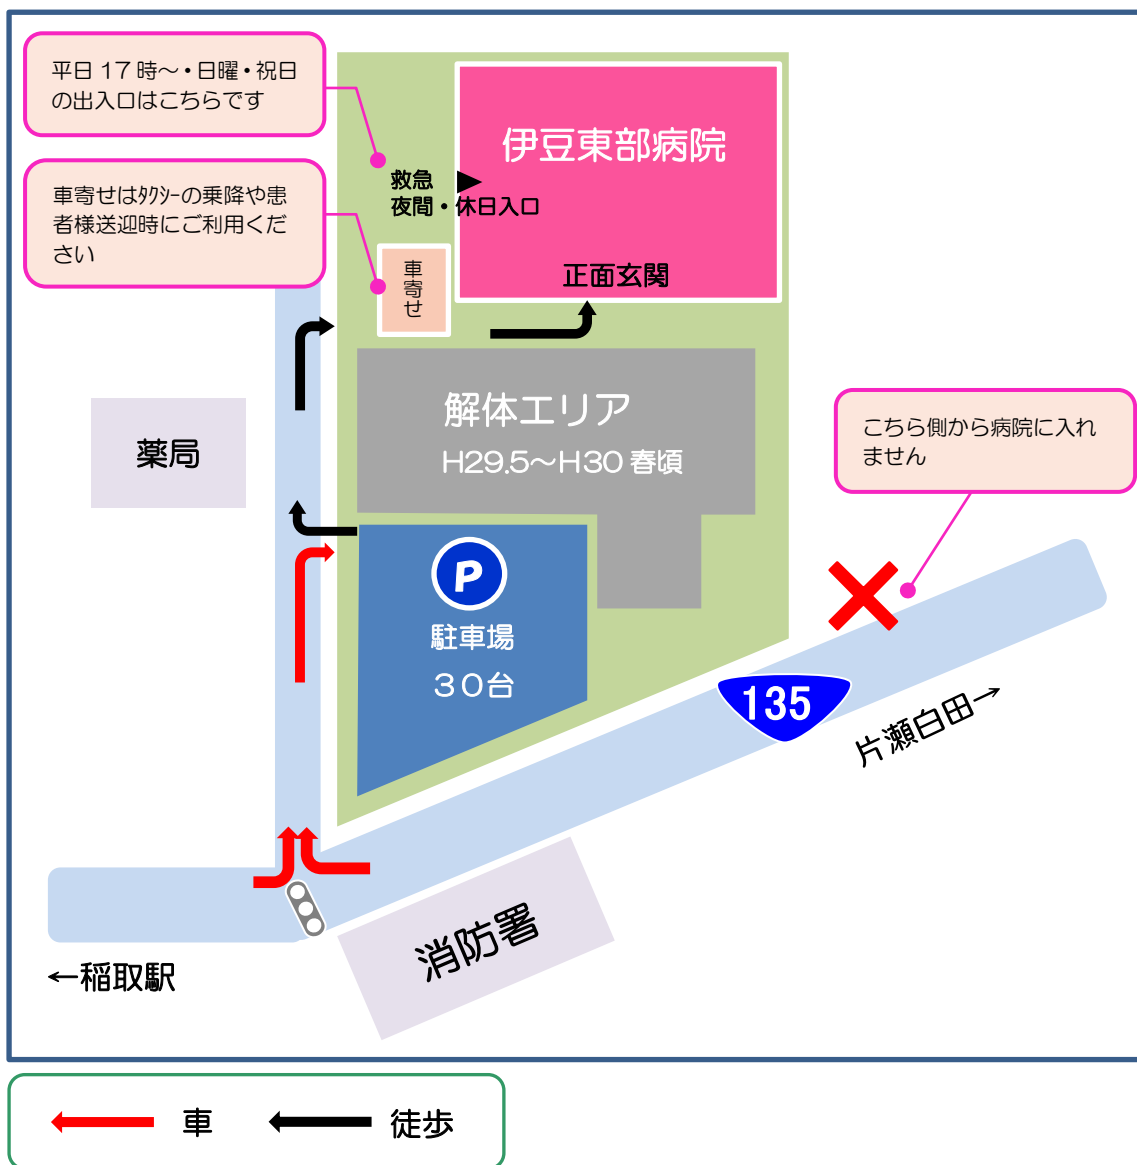 平日 17 時～・日曜・祝日
の出入口はこちらです
伊豆東部病院
救急
夜間・休日入口
車寄せはﾀｸｼｰの乗降や患
者様送迎時にご利用くだ
さい
車寄せ
正面玄関
解体エリア
H29.5～H30 春頃
薬局
こちら側から病院に入れ
ません
P
駐車場
３０台
135
片瀬白田→
消防署
←稲取駅
車
徒歩